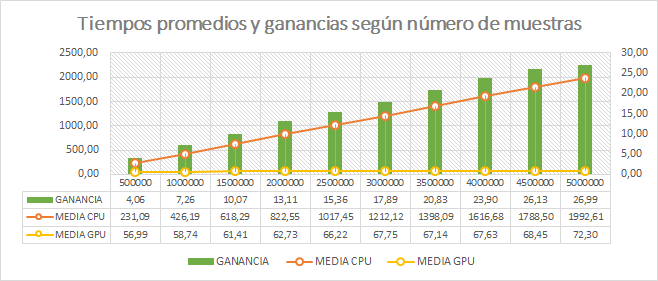 Tiempos promedios y ganancias según número de muestras
2500,00
2000,00
1500,00
1000,00
500,00
0,00
30,00
25,00
20,00
15,00
10,00
5,00
0,00
500000 1000000 1500000 2000000 2500000 3000000 3500000 4000000 4500000 5000000
GANANCIA 4,06 7,26 10,07 13,11 15,36 17,89 20,83 23,90 26,13 26,99
MEDIA CPU 231,09 426,19 618,29 822,55 1017,45 1212,12 1398,09 1616,68 1788,50 1992,61
MEDIA GPU 56,99 58,74 61,41 62,73 66,22 67,75 67,14 67,63 68,45 72,30
GANANCIA MEDIA CPU MEDIA GPU